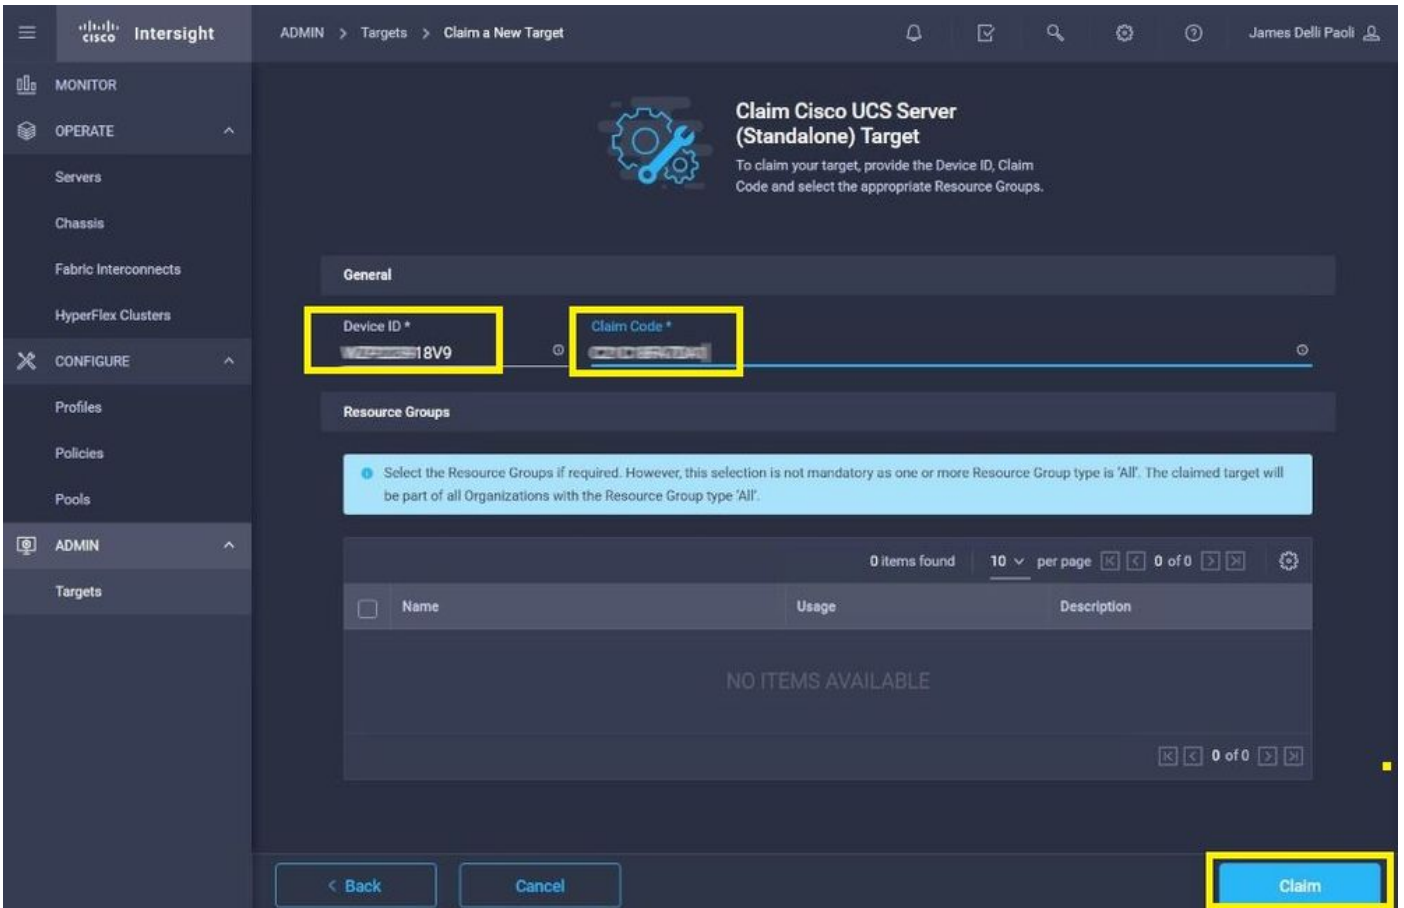 cisco Intersight
ADMIN > Targets > Claim a New Target
James Delli Paoli
MONITOR
OPERATE
Servers
Chassis
Fabric Interconnects
HyperFlex Clusters
CONFIGURE
Profiles
Policies
Pools
ADMIN
Targets
Claim Cisco UCS Server
(Standalone) Target
To claim your target, provide the Device ID, Claim
Code and select the appropriate Resource Groups.
General
Device ID *
18V9
Claim Code *
Resource Groups
Select the Resource Groups if required. However, this selection is not mandatory as one or more Resource Group type is 'All'. The claimed target will
be part of all Organizations with the Resource Group type 'All'.
0 items found 10 per page 0 of 0
Name Usage Description
NO ITEMS AVAILABLE
0 of 0
< Back Cancel Claim